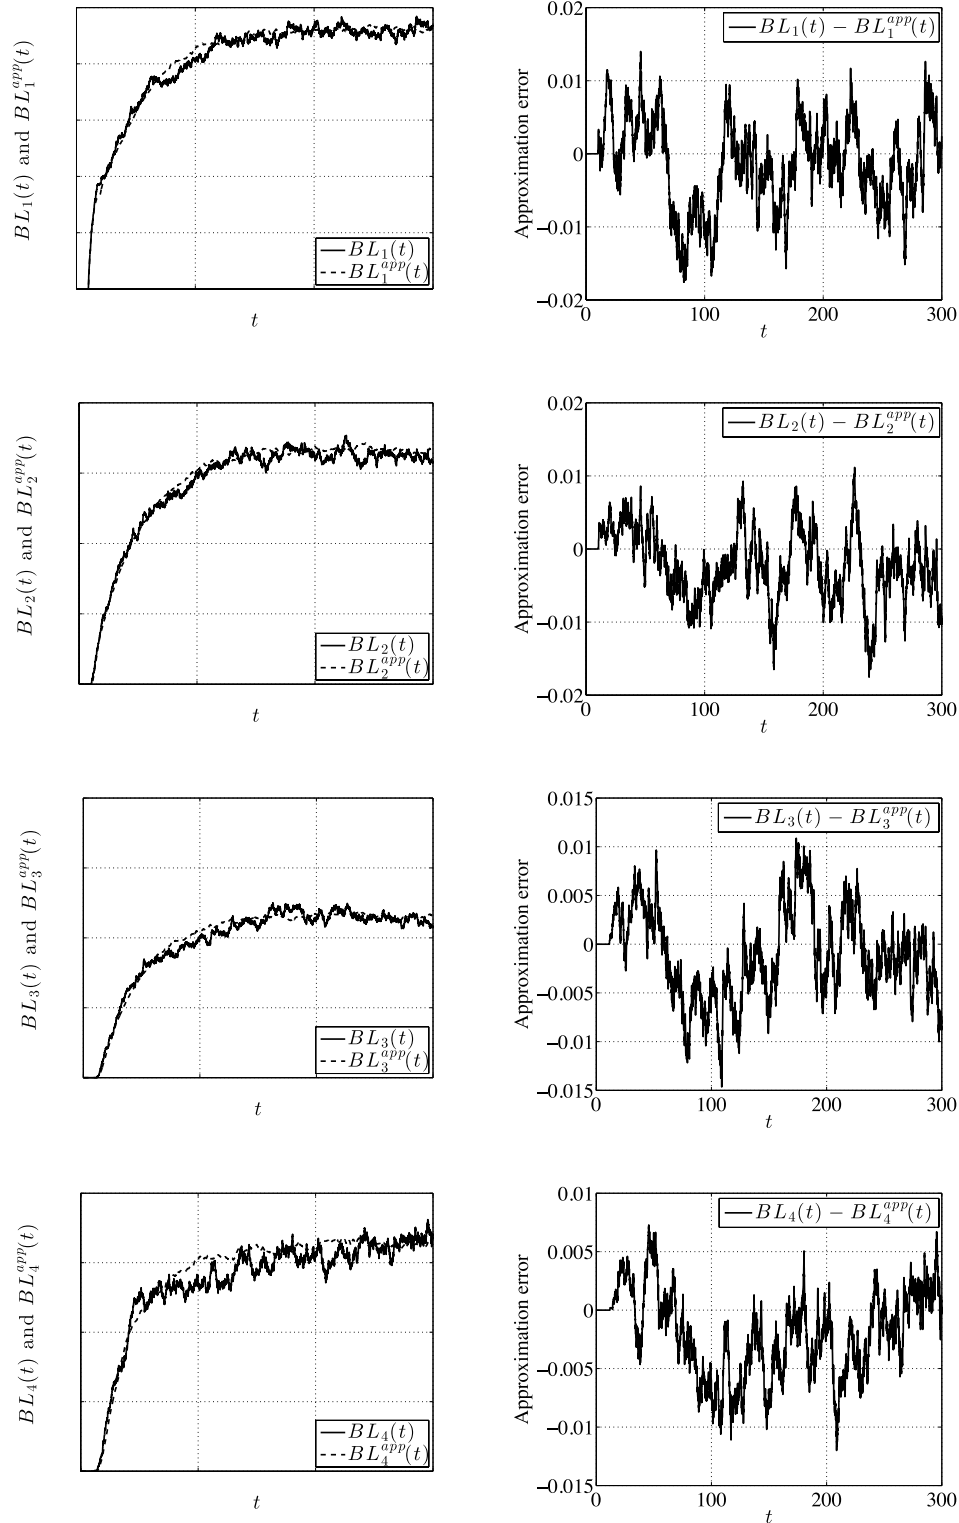 BL₁(t) and BL₁ᵃᵖᵖ(t)
BL₁(t)
BL₁ᵃᵖᵖ(t)
t
Approximation error
0.02
0.01
0
−0.01
−0.02
BL₁(t) − BL₁ᵃᵖᵖ(t)
0 100 200 300
t
BL₂(t) and BL₂ᵃᵖᵖ(t)
BL₂(t)
BL₂ᵃᵖᵖ(t)
t
Approximation error
0.02
0.01
0
−0.01
−0.02
BL₂(t) − BL₂ᵃᵖᵖ(t)
0 100 200 300
t
BL₃(t) and BL₃ᵃᵖᵖ(t)
BL₃(t)
BL₃ᵃᵖᵖ(t)
t
Approximation error
0.015
0.01
0.005
0
−0.005
−0.01
−0.015
BL₃(t) − BL₃ᵃᵖᵖ(t)
0 100 200 300
t
BL₄(t) and BL₄ᵃᵖᵖ(t)
BL₄(t)
BL₄ᵃᵖᵖ(t)
t
Approximation error
0.01
0.005
0
−0.005
−0.01
−0.015
BL₄(t) − BL₄ᵃᵖᵖ(t)
0 100 200 300
t